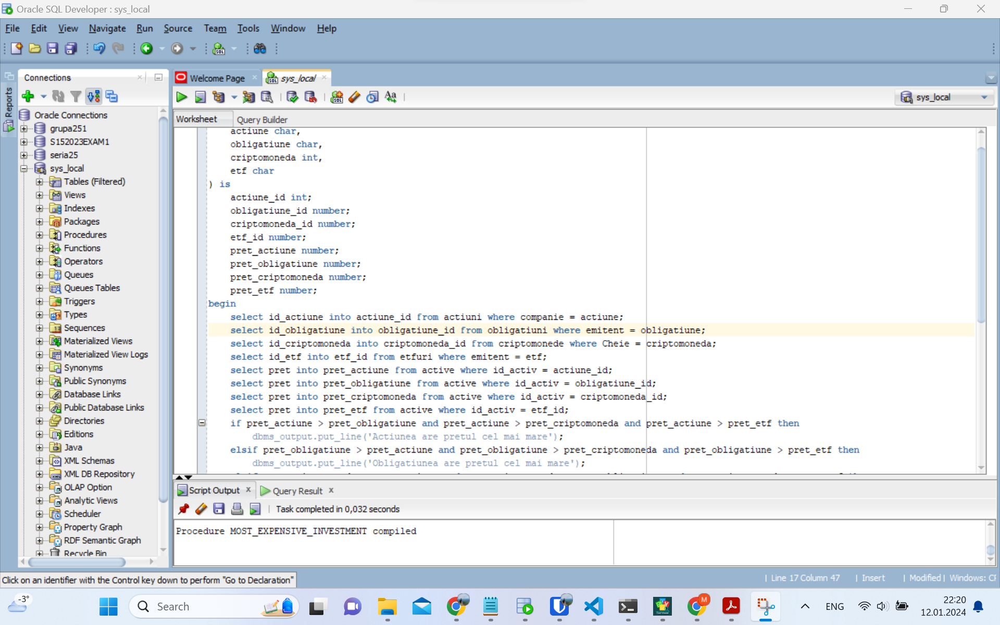 Oracle SQL Developer : sys_local
File Edit View Navigate Run Source Team Tools Window Help
Connections
Reports
Oracle Connections
grupa251
S152023EXAM1
seria25
sys_local
Tables (Filtered)
Views
Indexes
Packages
Procedures
Functions
Operators
Queues
Queues Tables
Triggers
Types
Sequences
Materialized Views
Materialized View Logs
Synonyms
Public Synonyms
Database Links
Public Database Links
Directories
Editions
Java
XML Schemas
XML DB Repository
OLAP Option
Analytic Views
Scheduler
Property Graph
RDF Semantic Graph
Recycle Bin
Welcome Page
sys_local
sys_local
Worksheet
Query Builder
actiune char,
obligatiune char,
criptomoneda int,
etf char
) is
actiune_id int;
obligatiune_id number;
criptomoneda_id number;
etf_id number;
pret_actiune number;
pret_obligatiune number;
pret_criptomoneda number;
pret_etf number;
begin
select id_actiune into actiune_id from actiuni where companie = actiune;
select id_obligatiune into obligatiune_id from obligatiuni where emitent = obligatiune;
select id_criptomoneda into criptomoneda_id from criptomonede where Cheie = criptomoneda;
select id_etf into etf_id from etfuri where emitent = etf;
select pret into pret_actiune from active where id_activ = actiune_id;
select pret into pret_obligatiune from active where id_activ = obligatiune_id;
select pret into pret_criptomoneda from active where id_activ = criptomoneda_id;
select pret into pret_etf from active where id_activ = etf_id;
if pret_actiune > pret_obligatiune and pret_actiune > pret_criptomoneda and pret_actiune > pret_etf then
dbms_output.put_line('Actiunea are pretul cel mai mare');
elsif pret_obligatiune > pret_actiune and pret_obligatiune > pret_criptomoneda and pret_obligatiune > pret_etf then
dbms_output.put_line('Obligatiunea are pretul cel mai mare');
Script Output
Query Result
Task completed in 0,032 seconds
Procedure MOST_EXPENSIVE_INVESTMENT compiled
Click on an identifier with the Control key down to perform "Go to Declaration"
Line 17 Column 47 | Insert | Modified | Windows: CF
-3°
Search
ENG
22:20
12.01.2024